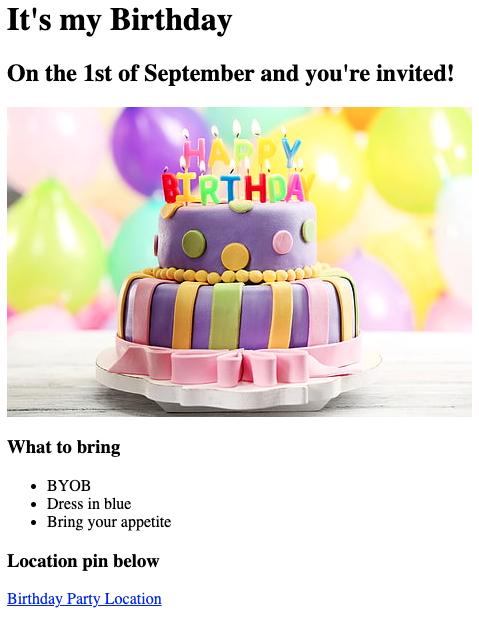 It's my Birthday
On the 1st of September and you're invited!
HAPPY
BIRTHDAY
What to bring
BYOB
Dress in blue
Bring your appetite
Location pin below
Birthday Party Location